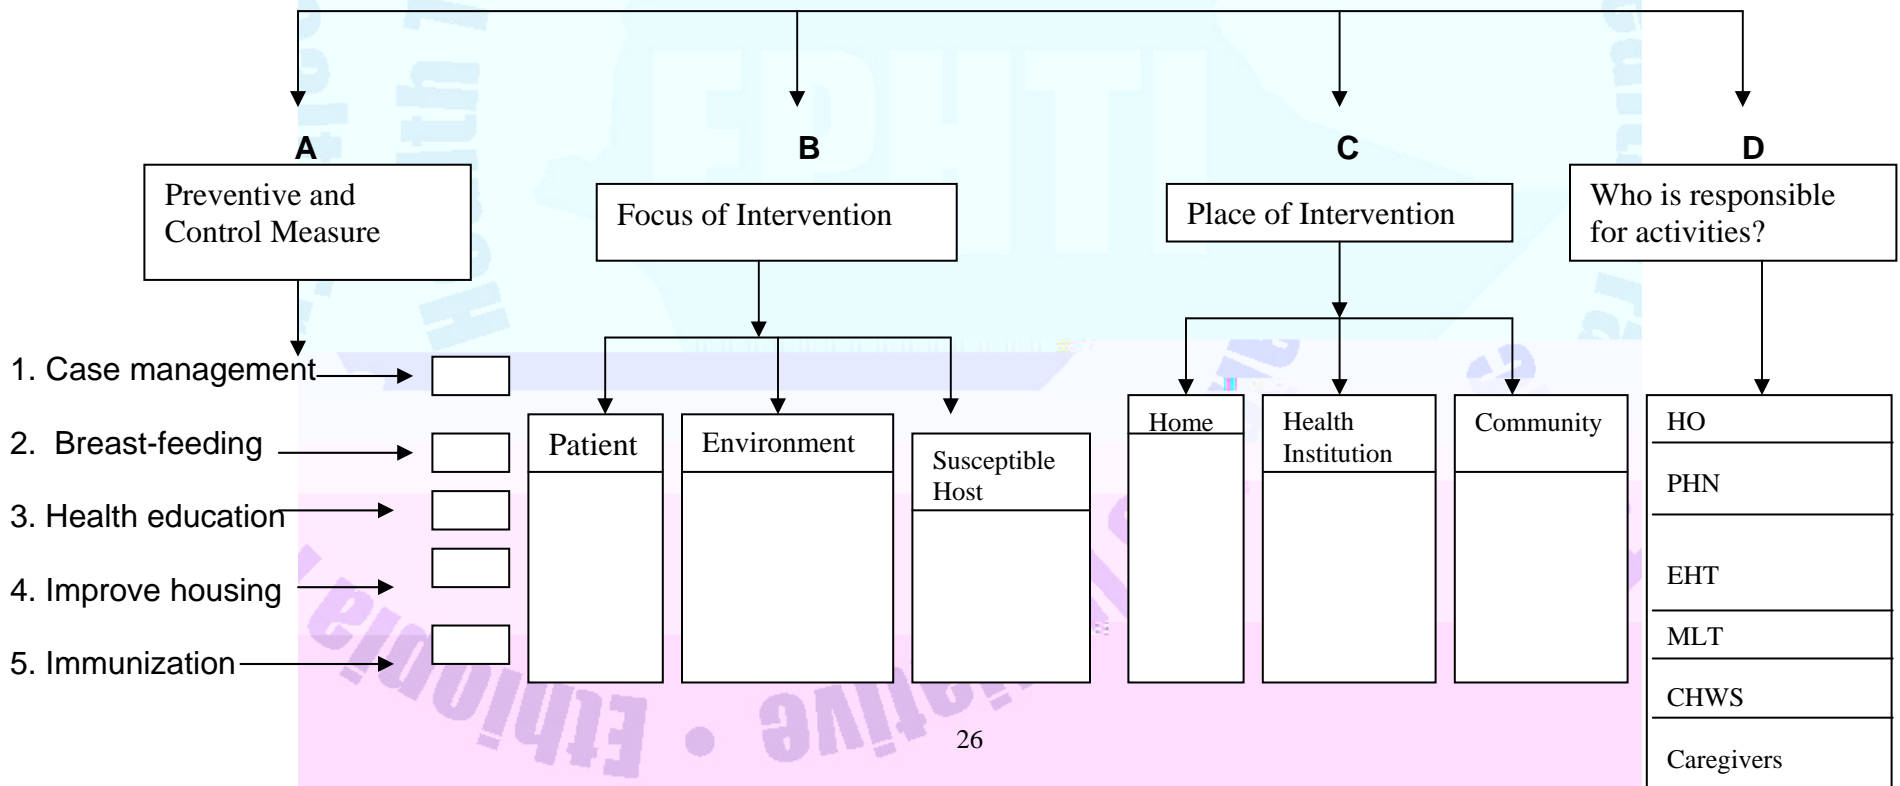 A
B
C
D
Preventive and
Control Measure
Focus of Intervention
Place of Intervention
Who is responsible
for activities?
1. Case management
2. Breast-feeding
3. Health education
4. Improve housing
5. Immunization
Patient
Environment
Susceptible
Host
Home
Health
Institution
Community
HO
PHN
EHT
MLT
CHWS
Caregivers
EPHTI
Ethiopia
26